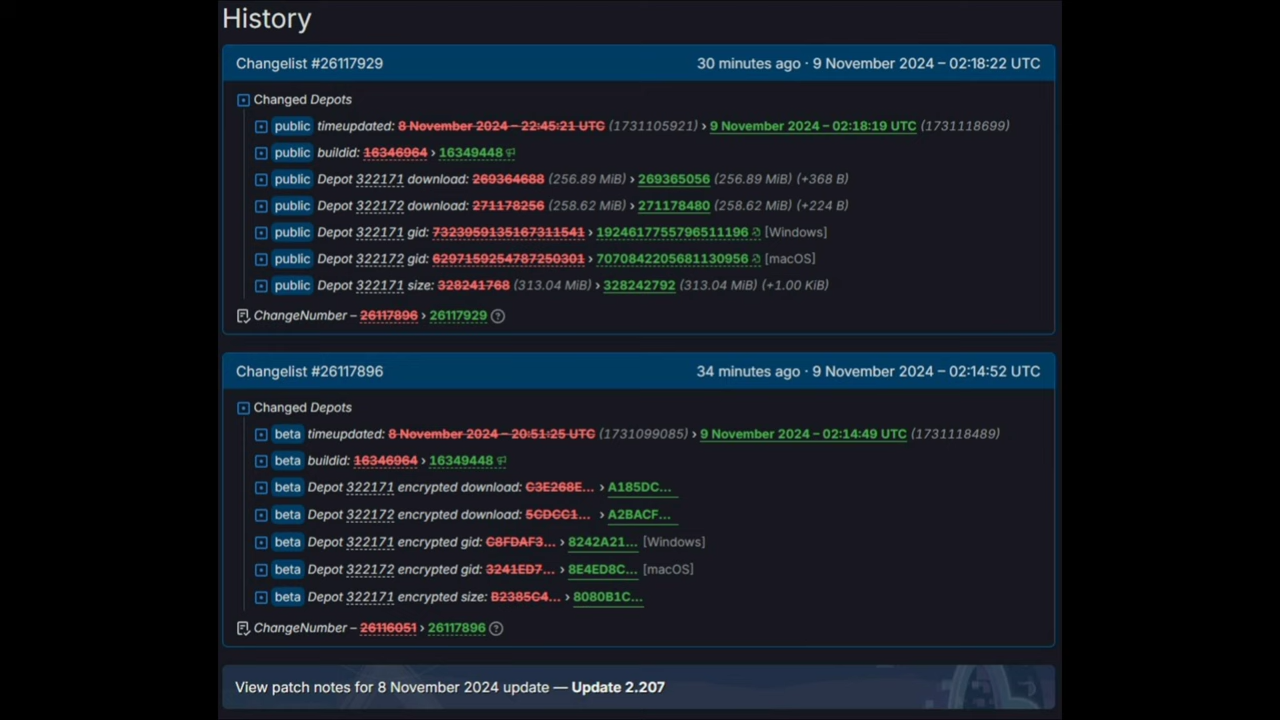 History
Changelist #26117929 30 minutes ago · 9 November 2024 – 02:18:22 UTC
Changed Depots
public timeupdated: 8 November 2024 – 22:45:21 UTC (1731105921) › 9 November 2024 – 02:18:19 UTC (1731118699)
public buildid: 16346964 › 16349448
public Depot 322171 download: 269364688 (256.89 MiB) › 269365056 (256.89 MiB) (+368 B)
public Depot 322172 download: 271178256 (258.62 MiB) › 271178480 (258.62 MiB) (+224 B)
public Depot 322171 gid: 7323959135167311541 › 1924617755796511196 [Windows]
public Depot 322172 gid: 6297159254787250301 › 7070842205681130956 [macOS]
public Depot 322171 size: 328241768 (313.04 MiB) › 328242792 (313.04 MiB) (+1.00 KiB)
ChangeNumber – 26117896 › 26117929 ?
Changelist #26117896 34 minutes ago · 9 November 2024 – 02:14:52 UTC
Changed Depots
beta timeupdated: 8 November 2024 – 20:51:25 UTC (1731099085) › 9 November 2024 – 02:14:49 UTC (1731118489)
beta buildid: 16346964 › 16349448
beta Depot 322171 encrypted download: C3E268E... › A185DC...
beta Depot 322172 encrypted download: 5CDCC1... › A2BACF...
beta Depot 322171 encrypted gid: C8FDAF3... › 8242A21... [Windows]
beta Depot 322172 encrypted gid: 3241ED7... › 8E4ED8C... [macOS]
beta Depot 322171 encrypted size: B2385C4... › 8080B1C...
ChangeNumber – 26116051 › 26117896 ?
View patch notes for 8 November 2024 update — Update 2.207